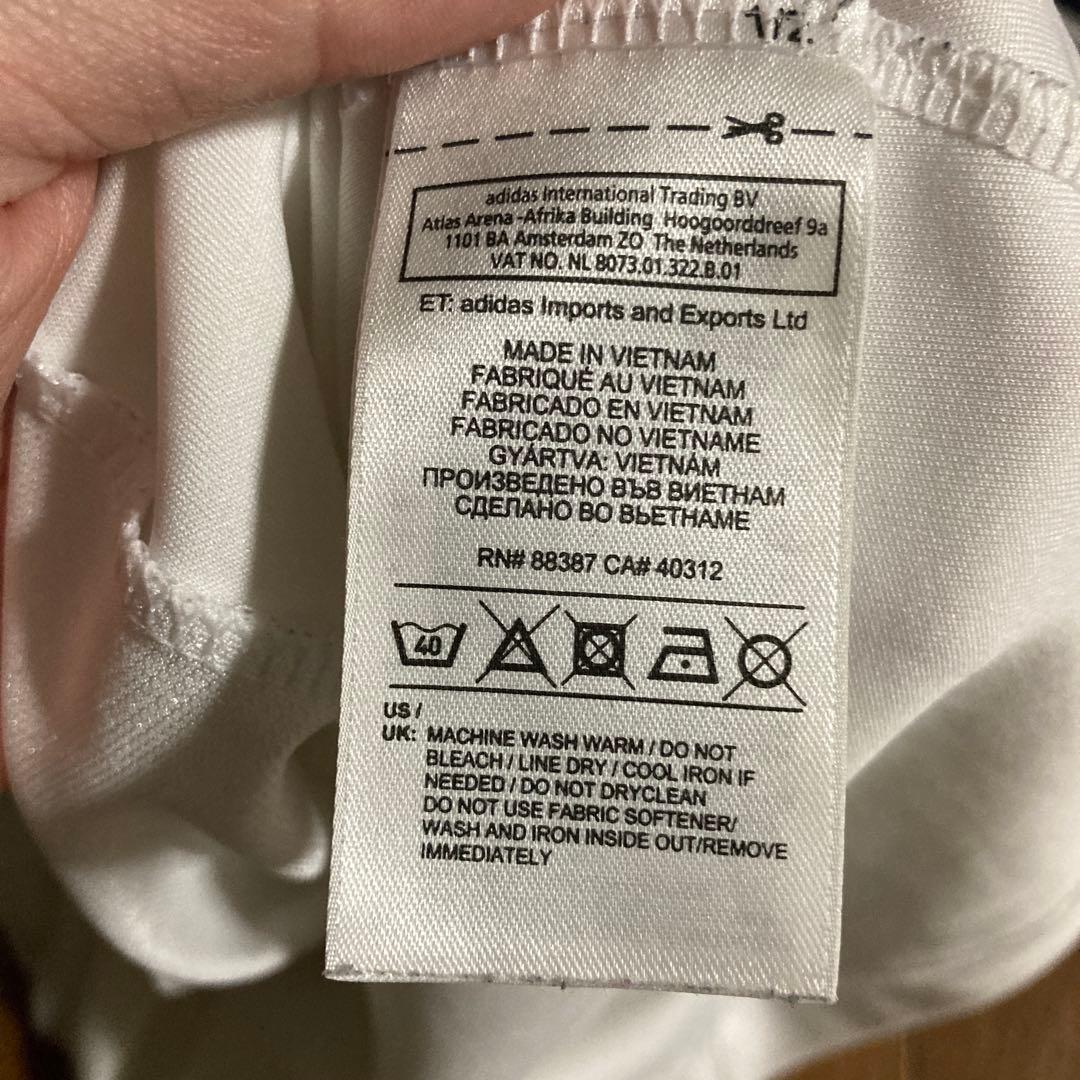 1/2.
adidas International Trading BV
Atlas Arena -Afrika Building Hoogoorddreef 9a
1101 BA Amsterdam ZO The Netherlands
VAT NO. NL 8073.01.322.B.01
ET: adidas Imports and Exports Ltd
MADE IN VIETNAM
FABRIQUÉ AU VIETNAM
FABRICADO EN VIETNAM
FABRICADO NO VIETNAME
GYÁRTVA: VIETNÁM
ПРОИЗВЕДЕНО ВЪВ ВИЕТНАМ
СДЕЛАНО ВО ВЬЕТНАМЕ
RN# 88387 CA# 40312
40
US /
UK: MACHINE WASH WARM / DO NOT
BLEACH / LINE DRY / COOL IRON IF
NEEDED / DO NOT DRYCLEAN
DO NOT USE FABRIC SOFTENER/
WASH AND IRON INSIDE OUT/REMOVE
IMMEDIATELY